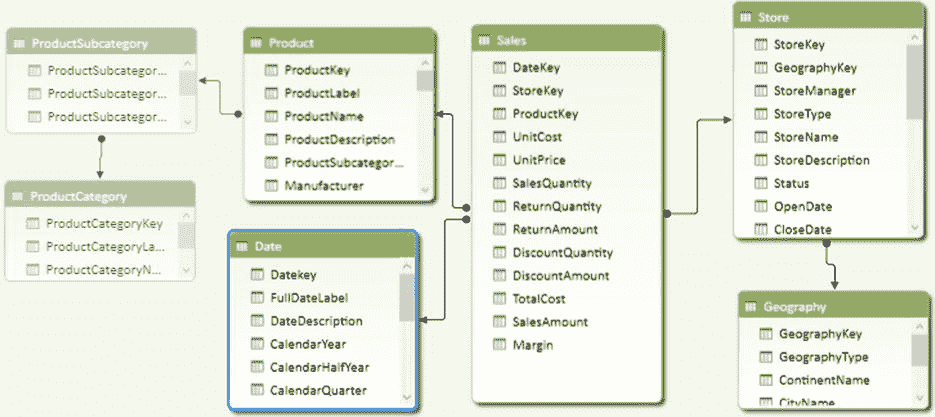 ProductSubcategory
ProductSubcategor...
ProductSubcategor...
ProductSubcategor...
ProductCategory
ProductCategoryKey
ProductCategoryLa...
ProductCategoryN...
Product
ProductKey
ProductLabel
ProductName
ProductDescription
ProductSubcategor...
Manufacturer
Date
Datekey
FullDateLabel
DateDescription
CalendarYear
CalendarHalfYear
CalendarQuarter
Sales
DateKey
StoreKey
ProductKey
UnitCost
UnitPrice
SalesQuantity
ReturnQuantity
ReturnAmount
DiscountQuantity
DiscountAmount
TotalCost
SalesAmount
Margin
Store
StoreKey
GeographyKey
StoreManager
StoreType
StoreName
StoreDescription
Status
OpenDate
CloseDate
Geography
GeographyKey
GeographyType
ContinentName
CityName